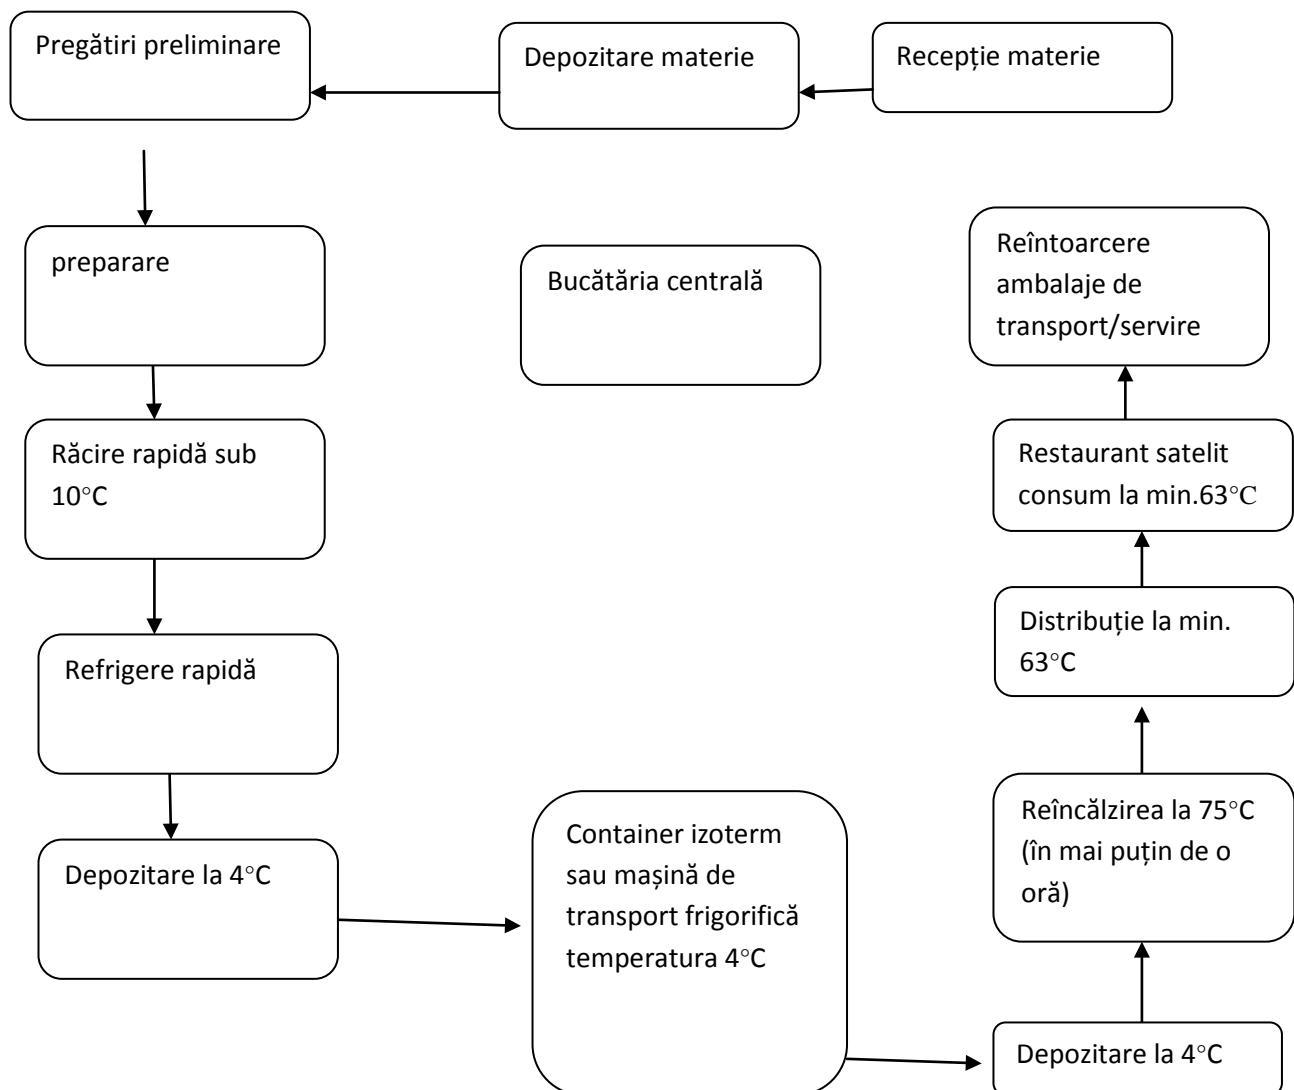 Pregătiri preliminare
Depozitare materie
Recepție materie
preparare
Bucătăria centrală
Reîntoarcere
ambalaje de
transport/servire
Răcire rapidă sub
10°C
Restaurant satelit
consum la min.63°C
Distribuție la min.
63°C
Refrigere rapidă
Reîncălzirea la 75°C
(în mai puțin de o
oră)
Container izoterm
sau mașină de
transport frigorifică
temperatura 4°C
Depozitare la 4°C
Depozitare la 4°C